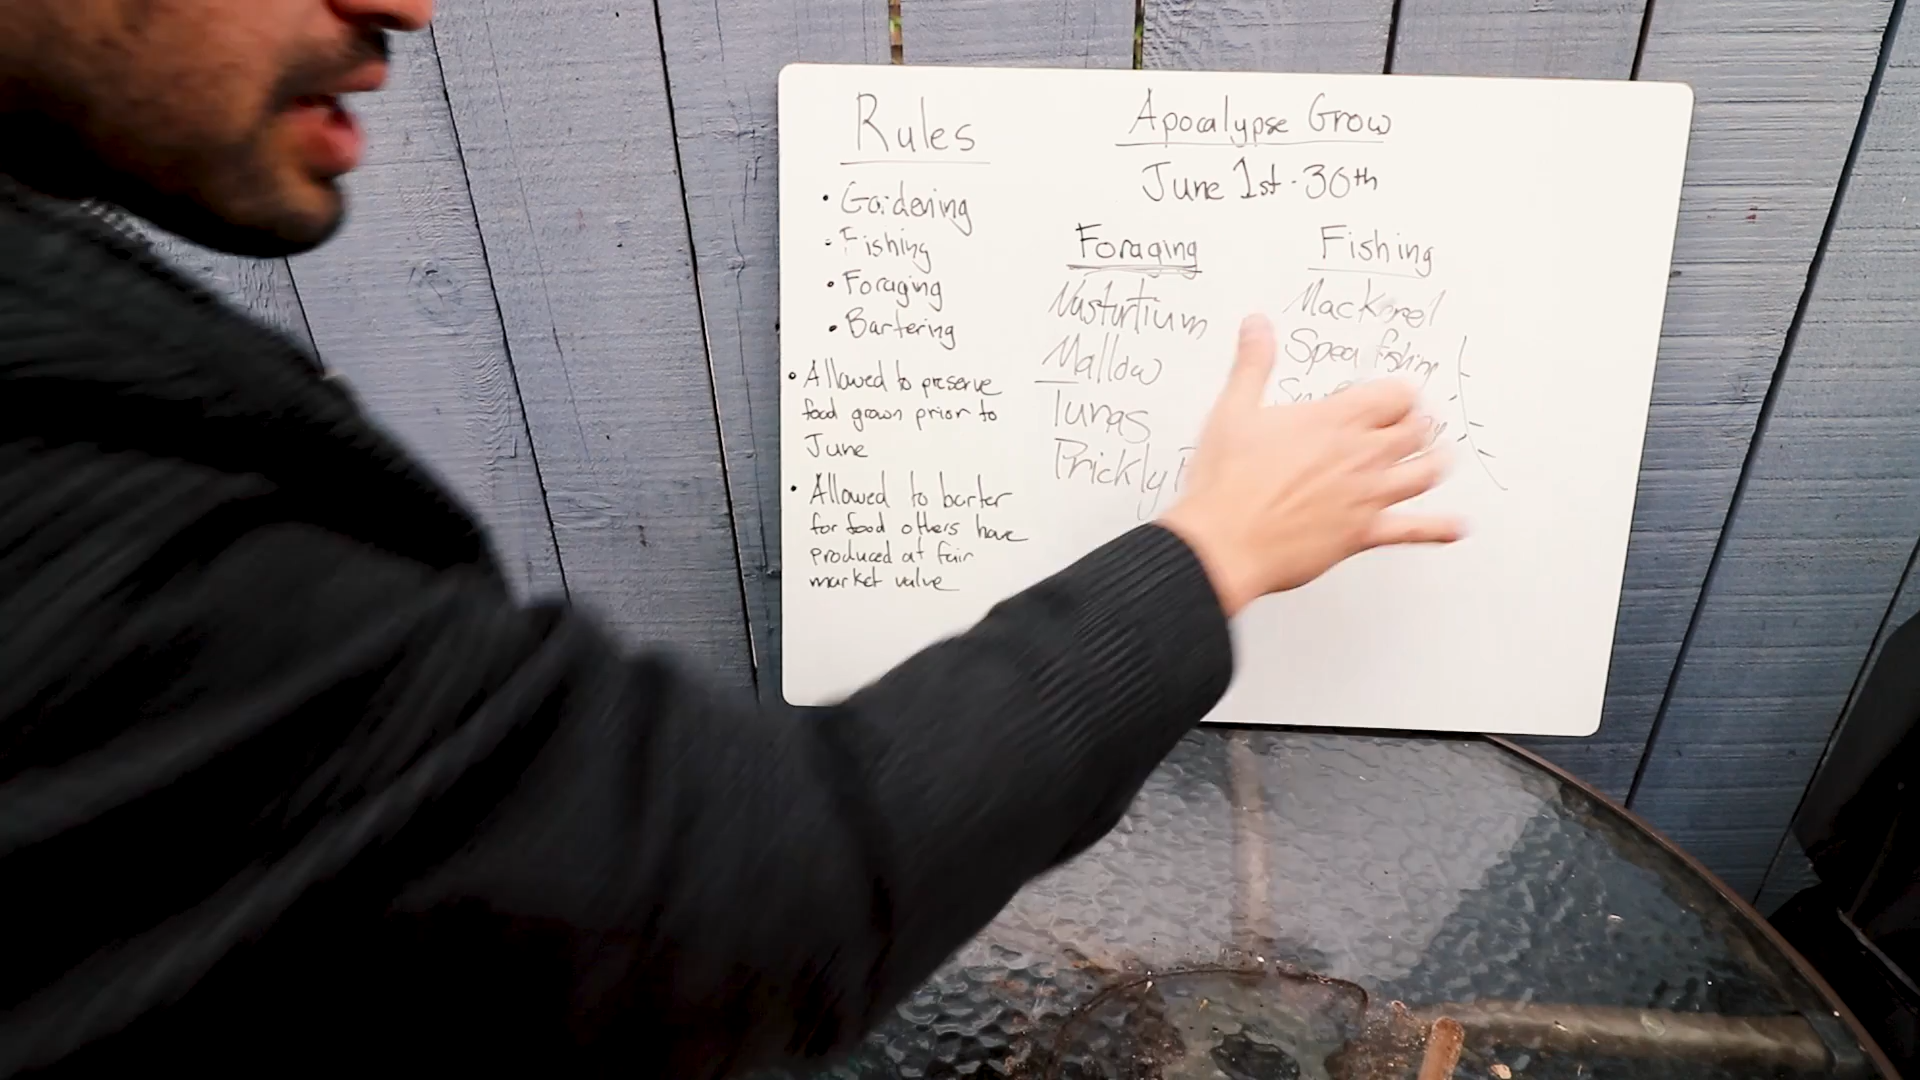 Rules
• Gardening
• Fishing
• Foraging
• Bartering
• Allowed to preserve
food grown prior to
June
• Allowed to barter
for food others have
produced at fair
market value
Apocalypse Grow
June 1st - 30th
Foraging
Nasturtium
Mallow
Tunas
Prickly
Fishing
Mackerel
Spear fishing